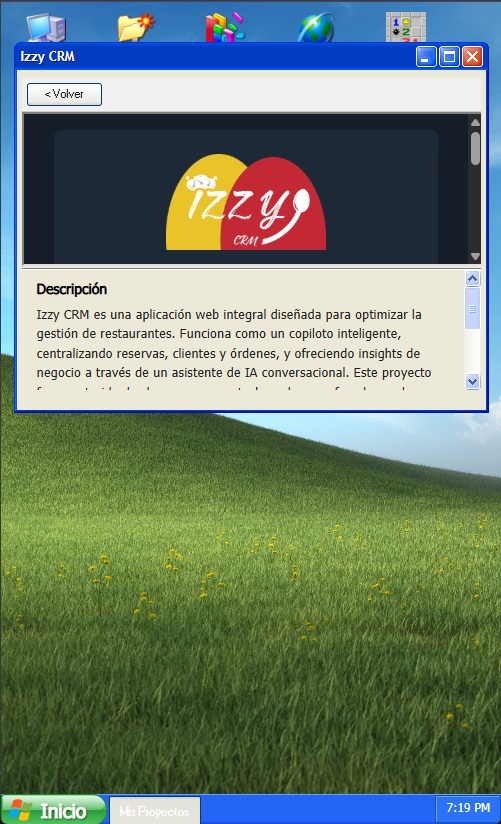 Izzy CRM
< Volver
izzy
CRM
Descripción
Izzy CRM es una aplicación web integral diseñada para optimizar la
gestión de restaurantes. Funciona como un copiloto inteligente,
centralizando reservas, clientes y órdenes, y ofreciendo insights de
negocio a través de un asistente de IA conversacional. Este proyecto
Inicio
Mis Proyectos
7:19 PM